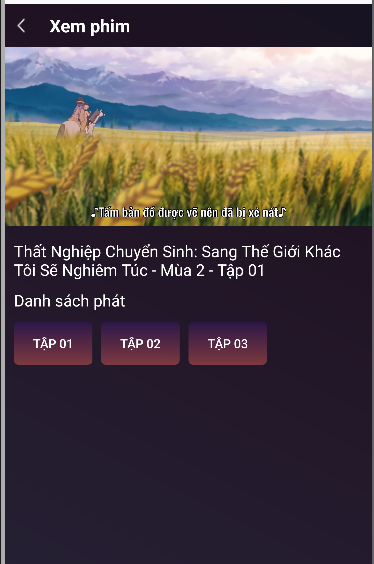 Xem phim
♪Tấm bản đồ được vẽ nên đã bị xé nát♪
Thất Nghiệp Chuyển Sinh: Sang Thế Giới Khác
Tôi Sẽ Nghiêm Túc - Mùa 2 - Tập 01
Danh sách phát
TẬP 01 TẬP 02 TẬP 03